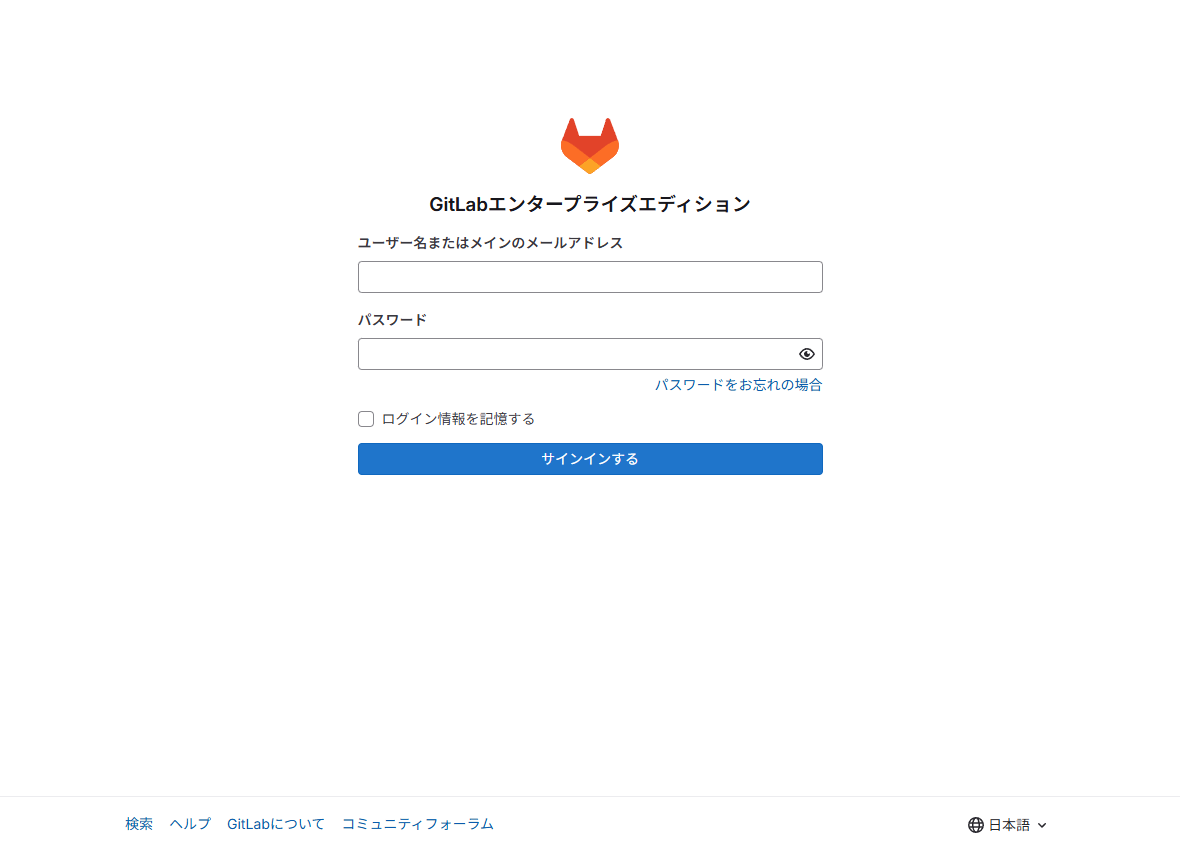 GitLabエンタープライズエディション
ユーザー名またはメインのメールアドレス
パスワード
パスワードをお忘れの場合
ログイン情報を記憶する
サインインする
検索 ヘルプ GitLabについて コミュニティフォーラム 日本語